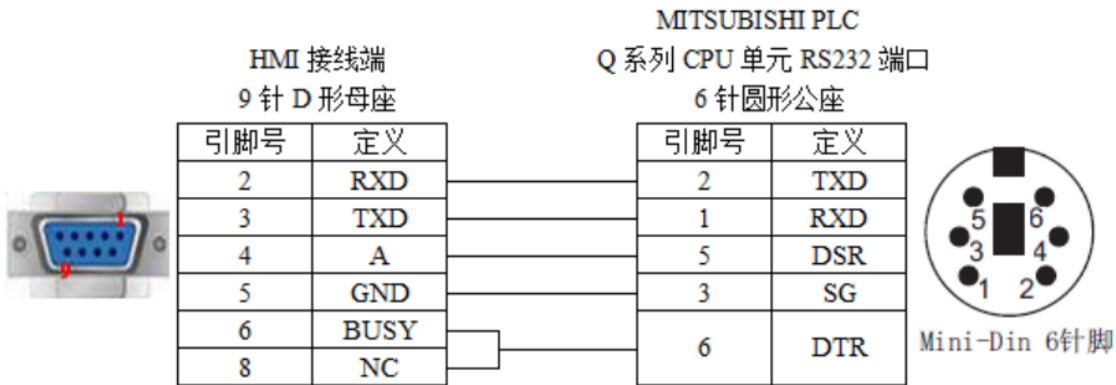 MITSUBISHI PLC
HMI 接线端
Q 系列 CPU 单元 RS232 端口
9 针 D 形母座
6 针圆形公座
引脚号 定义 引脚号 定义
2 RXD 2 TXD
3 TXD 1 RXD
4 A 5 DSR
5 GND 3 SG
6 BUSY 6 DTR
8 NC
1
9
5 6
3 4
1 2
Mini-Din 6针脚